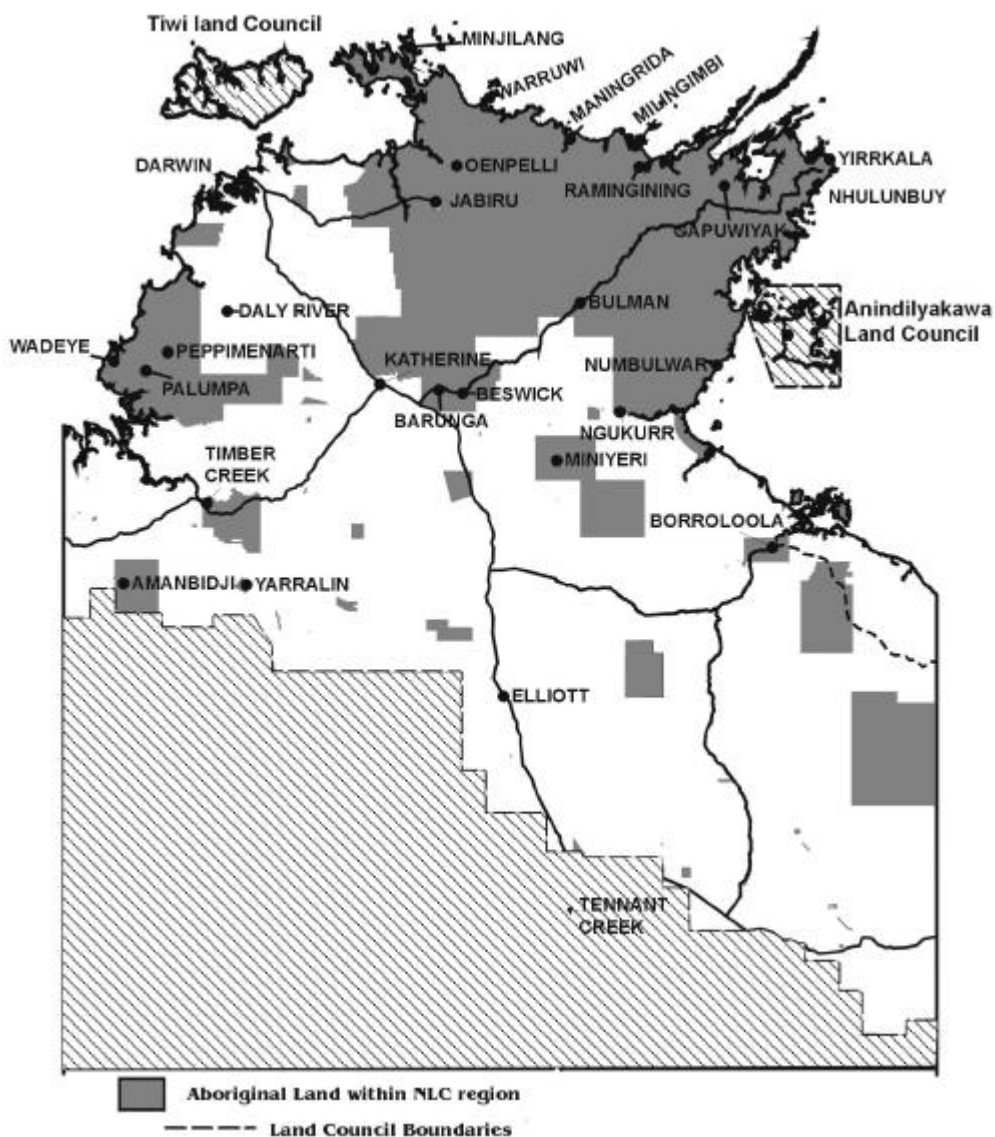 Tiwi land Council
MINJILANG
WARRUWI
MANINGRIDA
MILINGIMBI
DARWIN
OENPELLI
YIRRKALA
RAMINGINING
JABIRU
NHULUNBUY
GAPUWIYAK
BULMAN
DALY RIVER
Anindilyakawa
Land Council
WADEYE
PEPPIMENARTI
KATHERINE
NUMBULWAR
PALUMPA
BESWICK
BARUNGA
NGUKURR
TIMBER
CREEK
MINIYERI
BORROLOOLA
AMANBIDJI
YARRALIN
ELLIOTT
TENNANT
CREEK
Aboriginal Land within NLC region
Land Council Boundaries